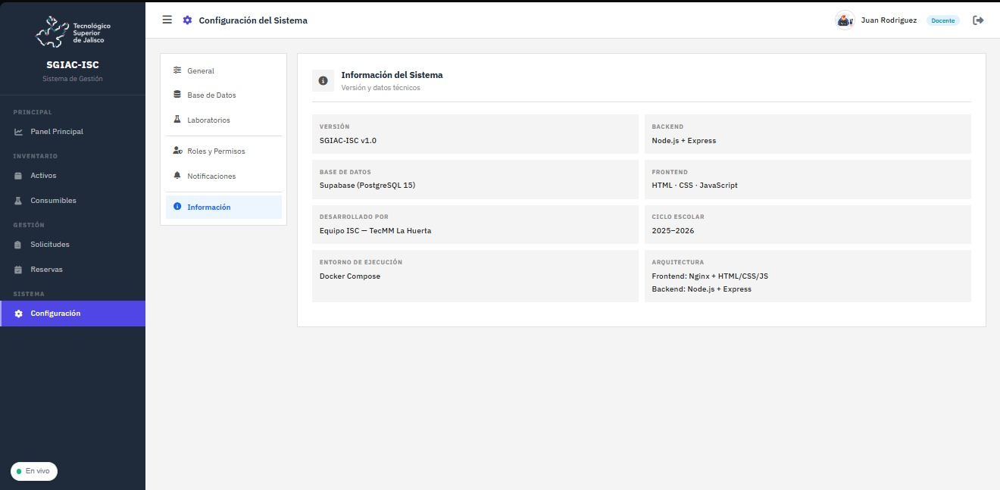 Tecnológico
Superior
de Jalisco
SGIAC-ISC
Sistema de Gestión
PRINCIPAL
Panel Principal
INVENTARIO
Activos
Consumibles
GESTIÓN
Solicitudes
Reservas
SISTEMA
Configuración
En vivo
Configuración del Sistema
Juan Rodriguez
Docente
General
Base de Datos
Laboratorios
Roles y Permisos
Notificaciones
Información
Información del Sistema
Versión y datos técnicos
VERSIÓN
SGIAC-ISC v1.0
BACKEND
Node.js + Express
BASE DE DATOS
Supabase (PostgreSQL 15)
FRONTEND
HTML · CSS · JavaScript
DESARROLLADO POR
Equipo ISC — TecMM La Huerta
CICLO ESCOLAR
2025–2026
ENTORNO DE EJECUCIÓN
Docker Compose
ARQUITECTURA
Frontend: Nginx + HTML/CSS/JS
Backend: Node.js + Express